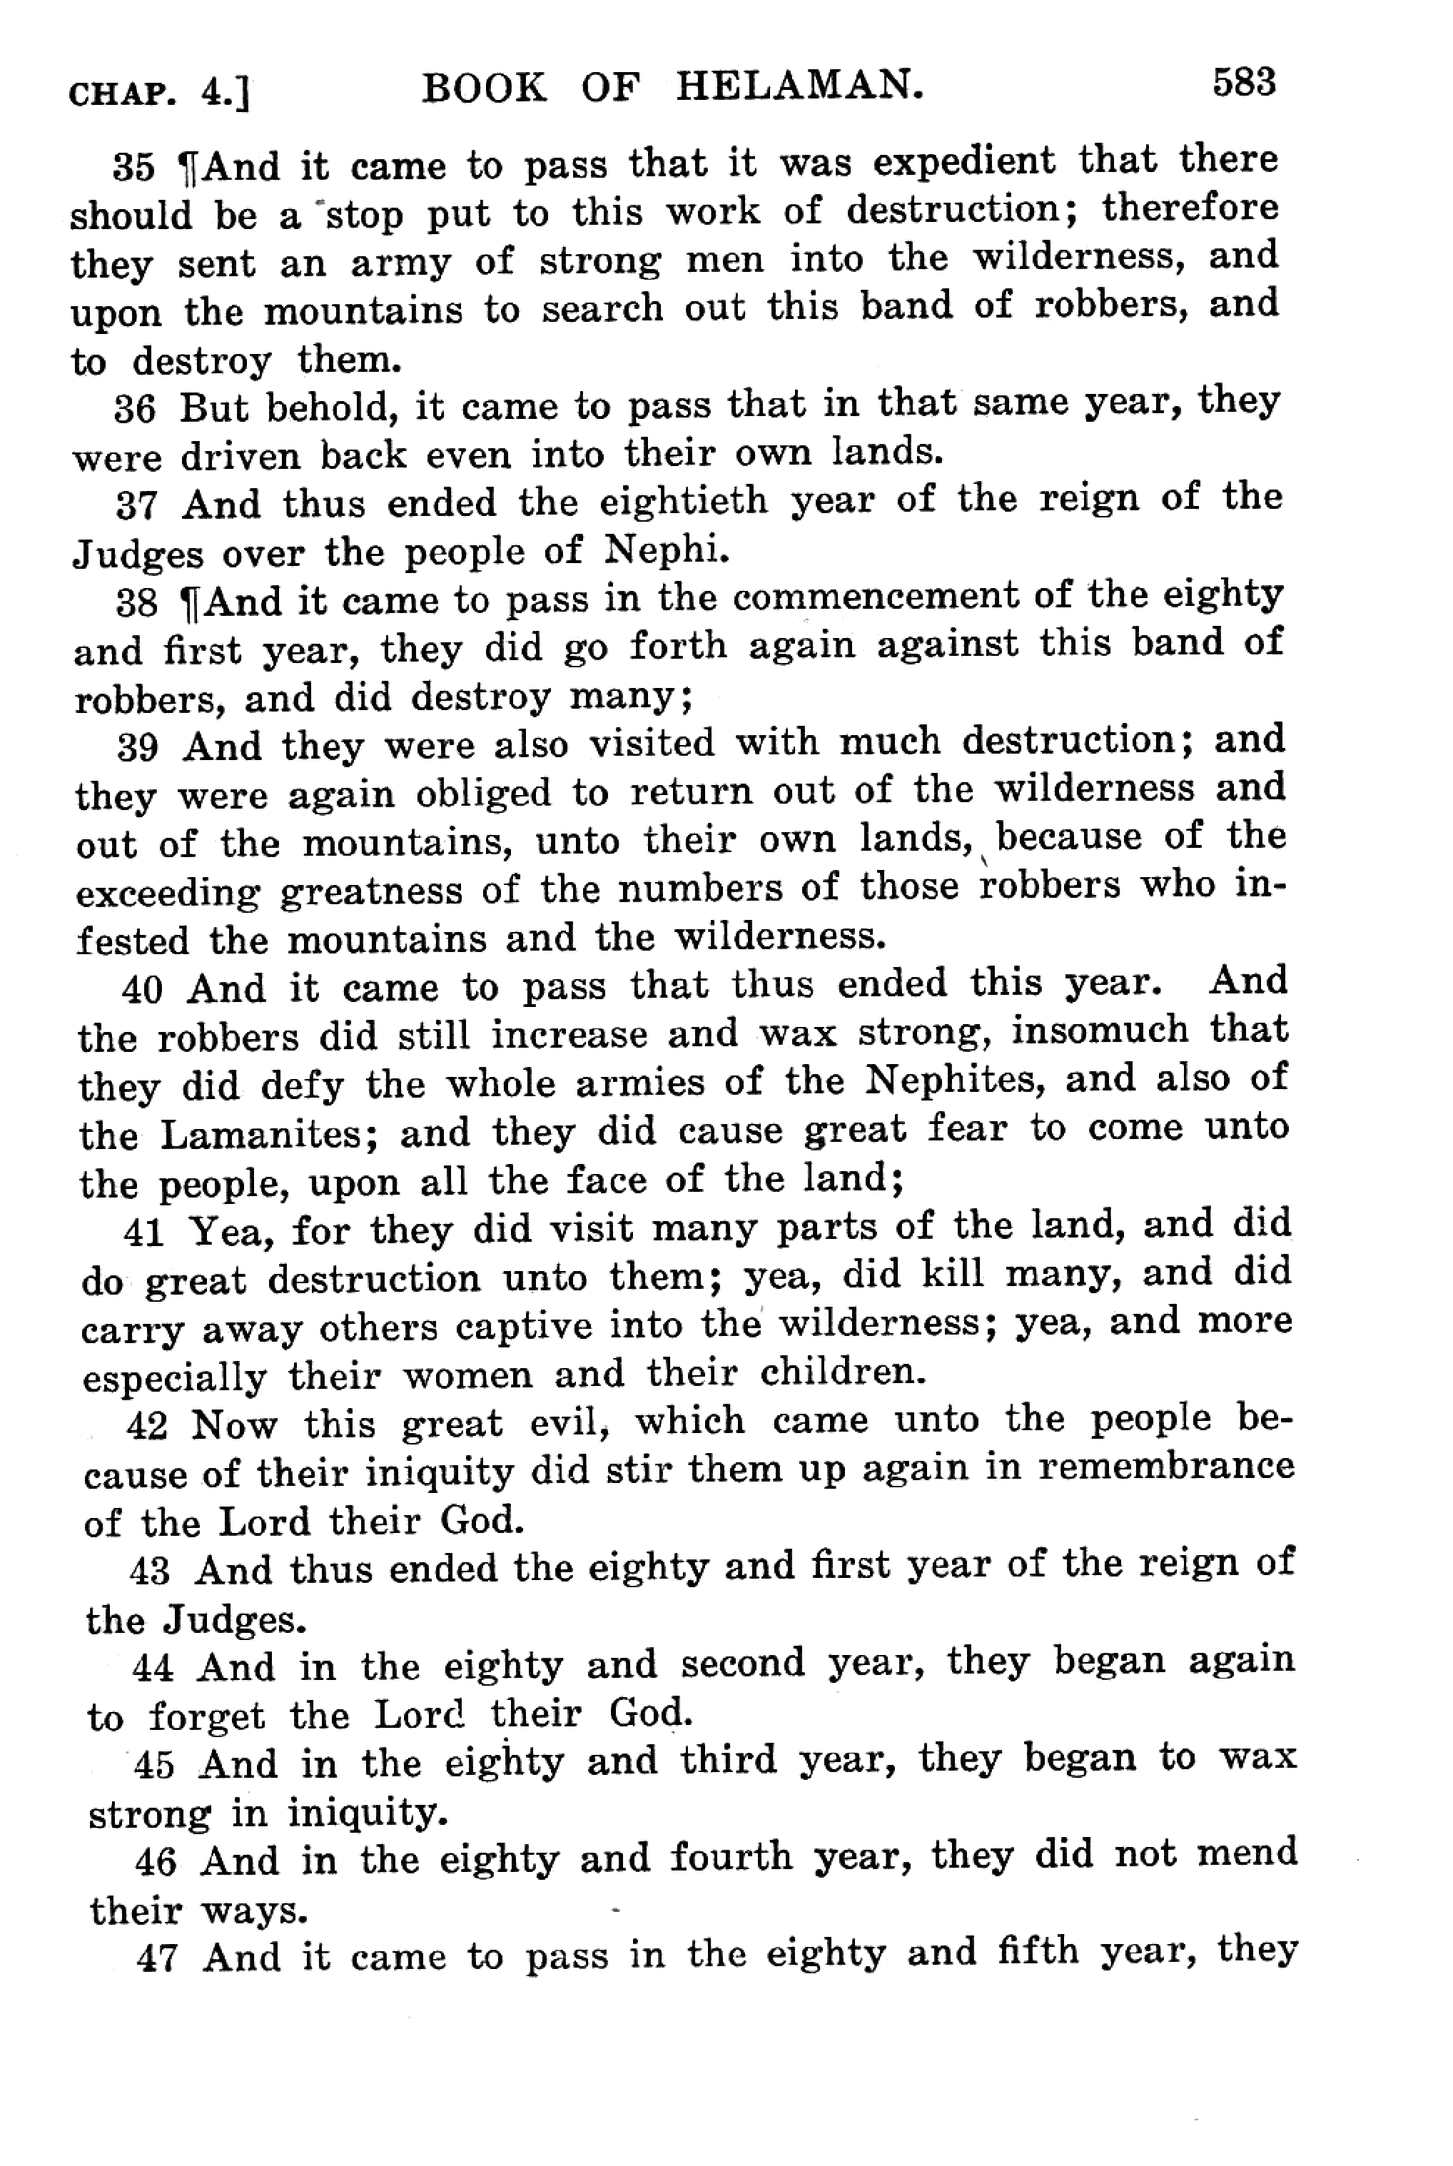 CHAP. 4.] BOOK OF HELAMAN. 583
35 ¶And it came to pass that it was expedient that there
should be a stop put to this work of destruction; therefore
they sent an army of strong men into the wilderness, and
upon the mountains to search out this band of robbers, and
to destroy them.
36 But behold, it came to pass that in that same year, they
were driven back even into their own lands.
37 And thus ended the eightieth year of the reign of the
Judges over the people of Nephi.
38 ¶And it came to pass in the commencement of the eighty
and first year, they did go forth again against this band of
robbers, and did destroy many;
39 And they were also visited with much destruction; and
they were again obliged to return out of the wilderness and
out of the mountains, unto their own lands, because of the
exceeding greatness of the numbers of those robbers who in-
fested the mountains and the wilderness.
40 And it came to pass that thus ended this year. And
the robbers did still increase and wax strong, insomuch that
they did defy the whole armies of the Nephites, and also of
the Lamanites; and they did cause great fear to come unto
the people, upon all the face of the land;
41 Yea, for they did visit many parts of the land, and did
do great destruction unto them; yea, did kill many, and did
carry away others captive into the wilderness; yea, and more
especially their women and their children.
42 Now this great evil, which came unto the people be-
cause of their iniquity did stir them up again in remembrance
of the Lord their God.
43 And thus ended the eighty and first year of the reign of
the Judges.
44 And in the eighty and second year, they began again
to forget the Lord their God.
45 And in the eighty and third year, they began to wax
strong in iniquity.
46 And in the eighty and fourth year, they did not mend
their ways.
47 And it came to pass in the eighty and fifth year, they